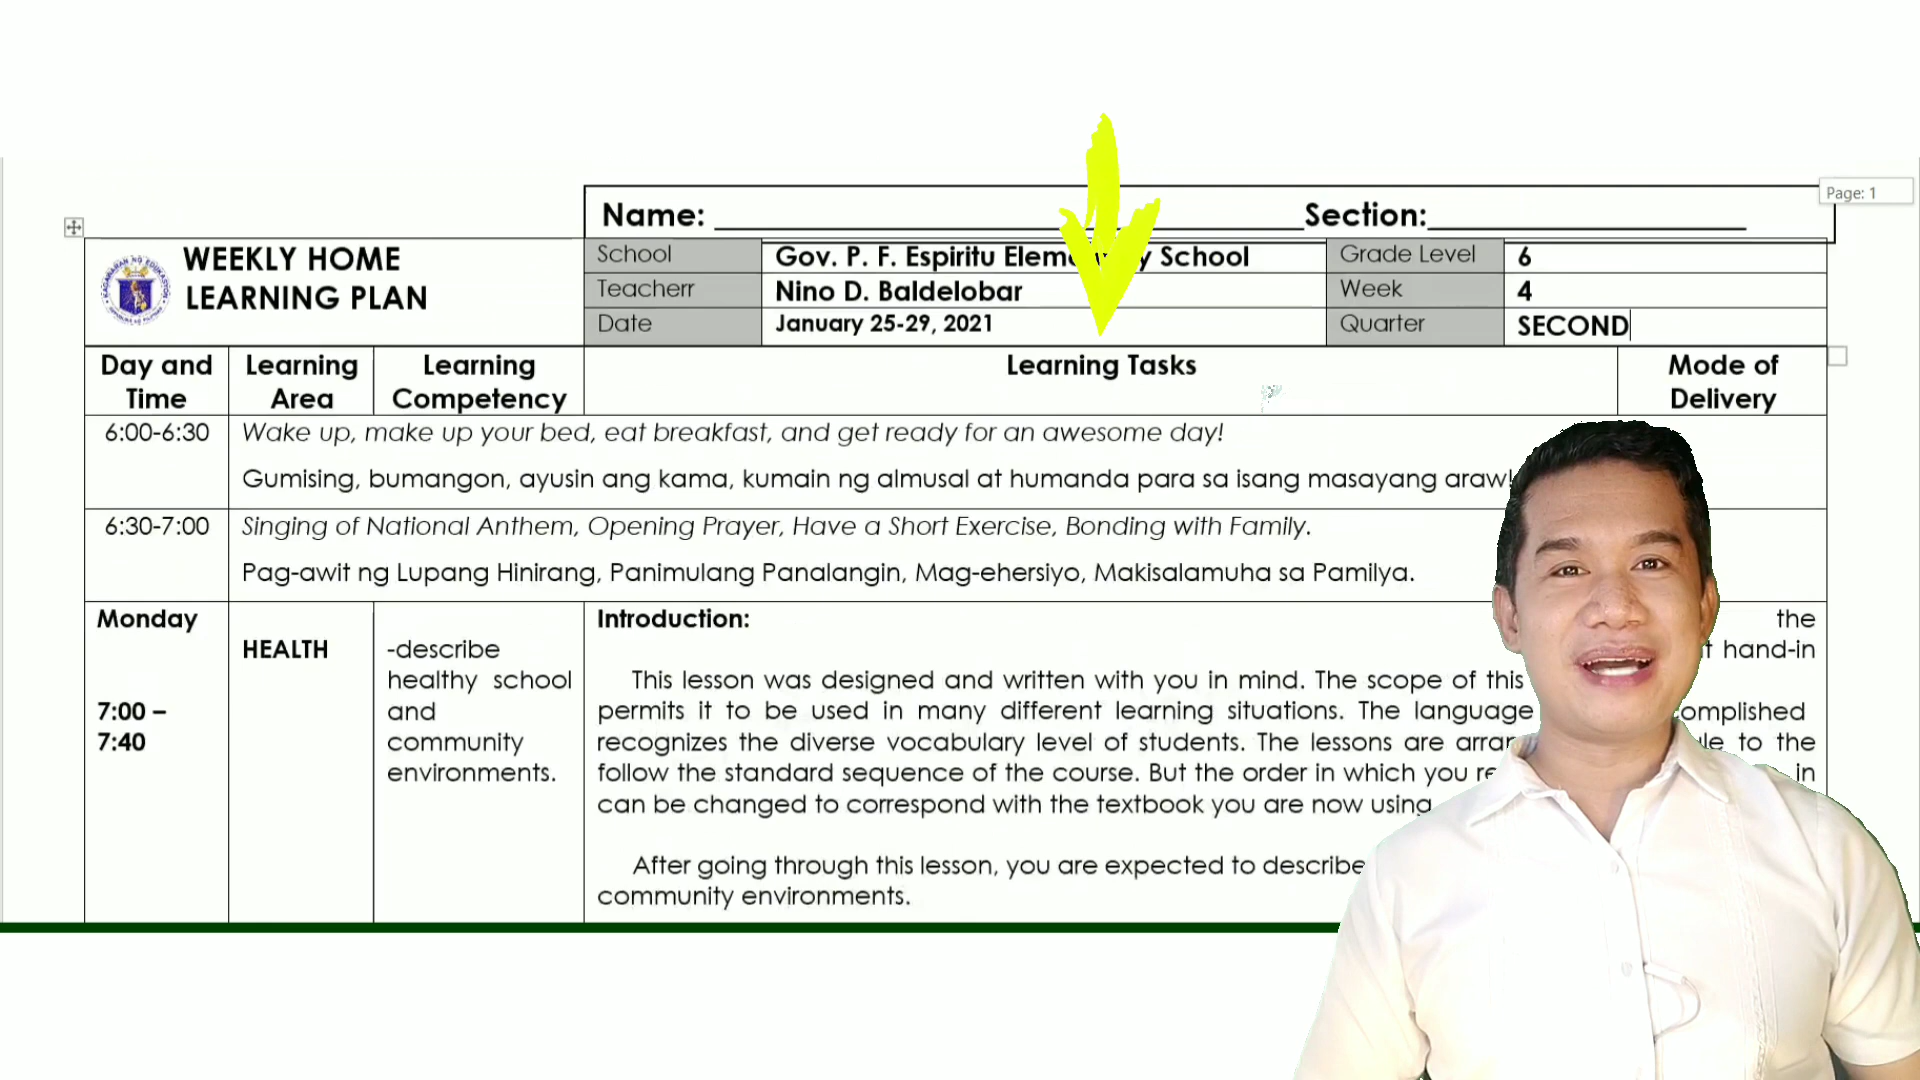 Page: 1
Name: Section:
WEEKLY HOME
LEARNING PLAN
School Gov. P. F. Espiritu School Grade Level 6
Teacherr Nino D. Baldelobar Week 4
Date January 25-29, 2021 Quarter SECOND
Day and Time Learning Area Learning Competency Learning Tasks Mode of Delivery
6:00-6:30 Wake up, make up your bed, eat breakfast, and get ready for an awesome day!
Gumising, bumangon, ayusin ang kama, kumain ng almusal at humanda para sa isang masayang araw!
6:30-7:00 Singing of National Anthem, Opening Prayer, Have a Short Exercise, Bonding with Family.
Pag-awit ng Lupang Hinirang, Panimulang Panalangin, Mag-ehersiyo, Makisalamuha sa Pamilya.
Monday
7:00 –
7:40
HEALTH
-describe
healthy school
and
community
environments.
Introduction:
This lesson was designed and written with you in mind. The scope of this
permits it to be used in many different learning situations. The language
recognizes the diverse vocabulary level of students. The lessons are
follow the standard sequence of the course. But the order in which you
can be changed to correspond with the textbook you are now using
After going through this lesson, you are expected to describe
community environments.
the
hand-in
to the
in